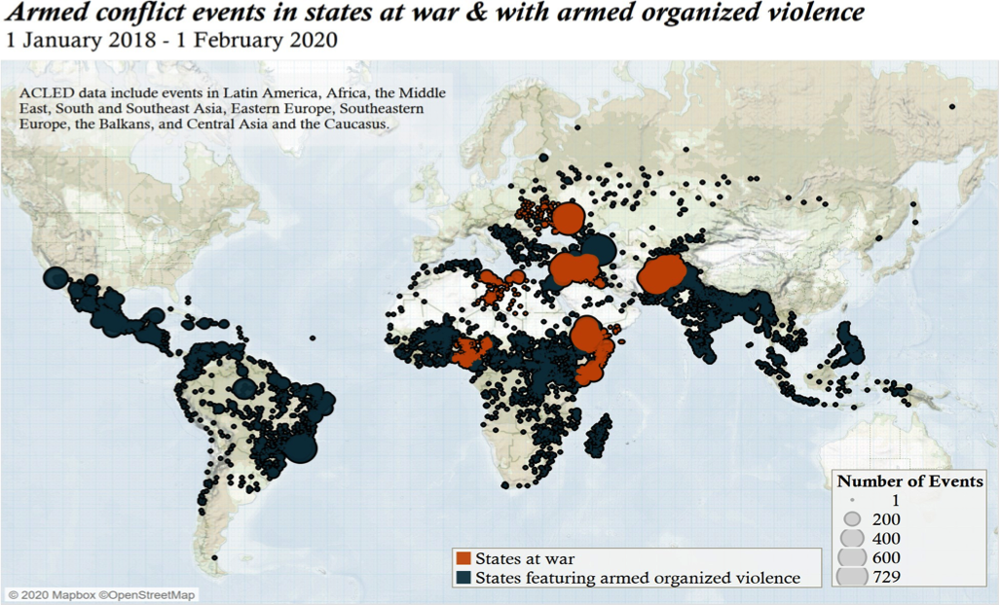 Armed conflict events in states at war & with armed organized violence
1 January 2018 - 1 February 2020
ACLED data include events in Latin America, Africa, the Middle
East, South and Southeast Asia, Eastern Europe, Southeastern
Europe, the Balkans, and Central Asia and the Caucasus.
Number of Events
1
200
400
600
729
States at war
States featuring armed organized violence
© 2020 Mapbox ©OpenStreetMap